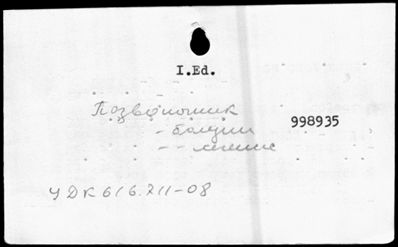 I.Ed.
Позвоночник
- болезни
998935
- - лечение
УДК 616.711-08